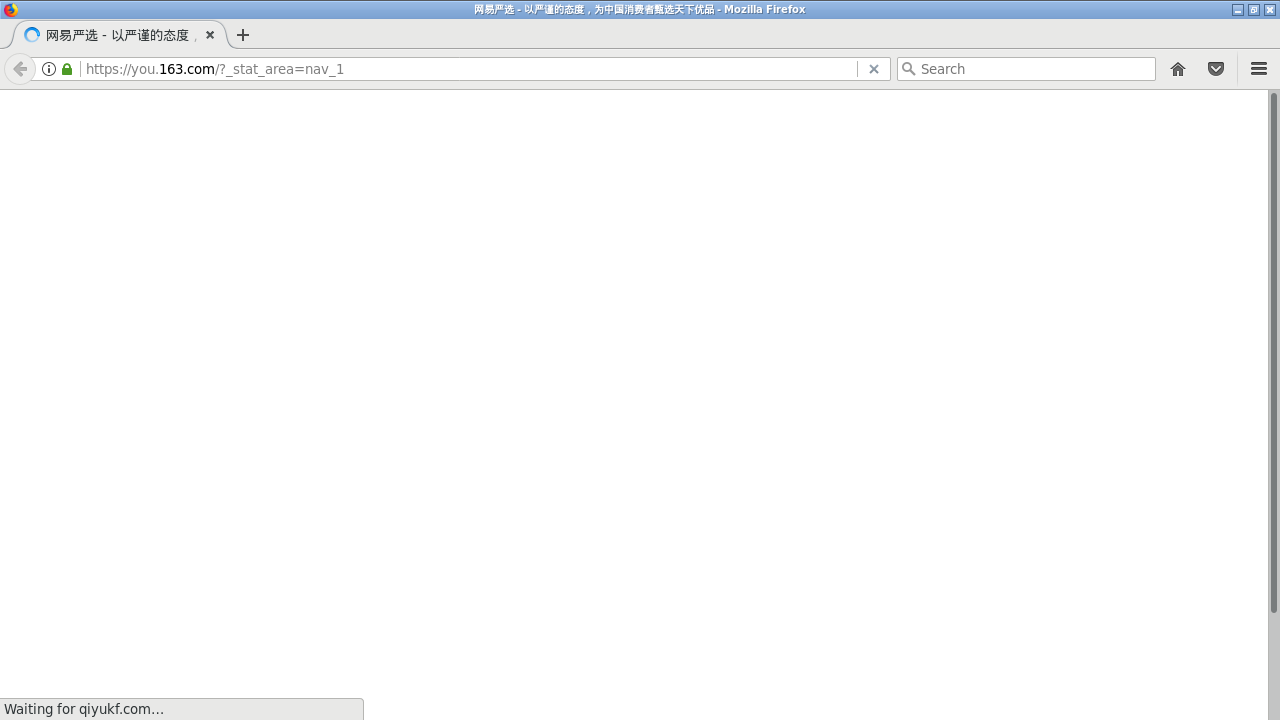 网易严选 - 以严谨的态度，为中国消费者甄选天下优品 - Mozilla Firefox
网易严选 - 以严谨的态度，
https://you.163.com/?_stat_area=nav_1
Search
Waiting for qiyukf.com…